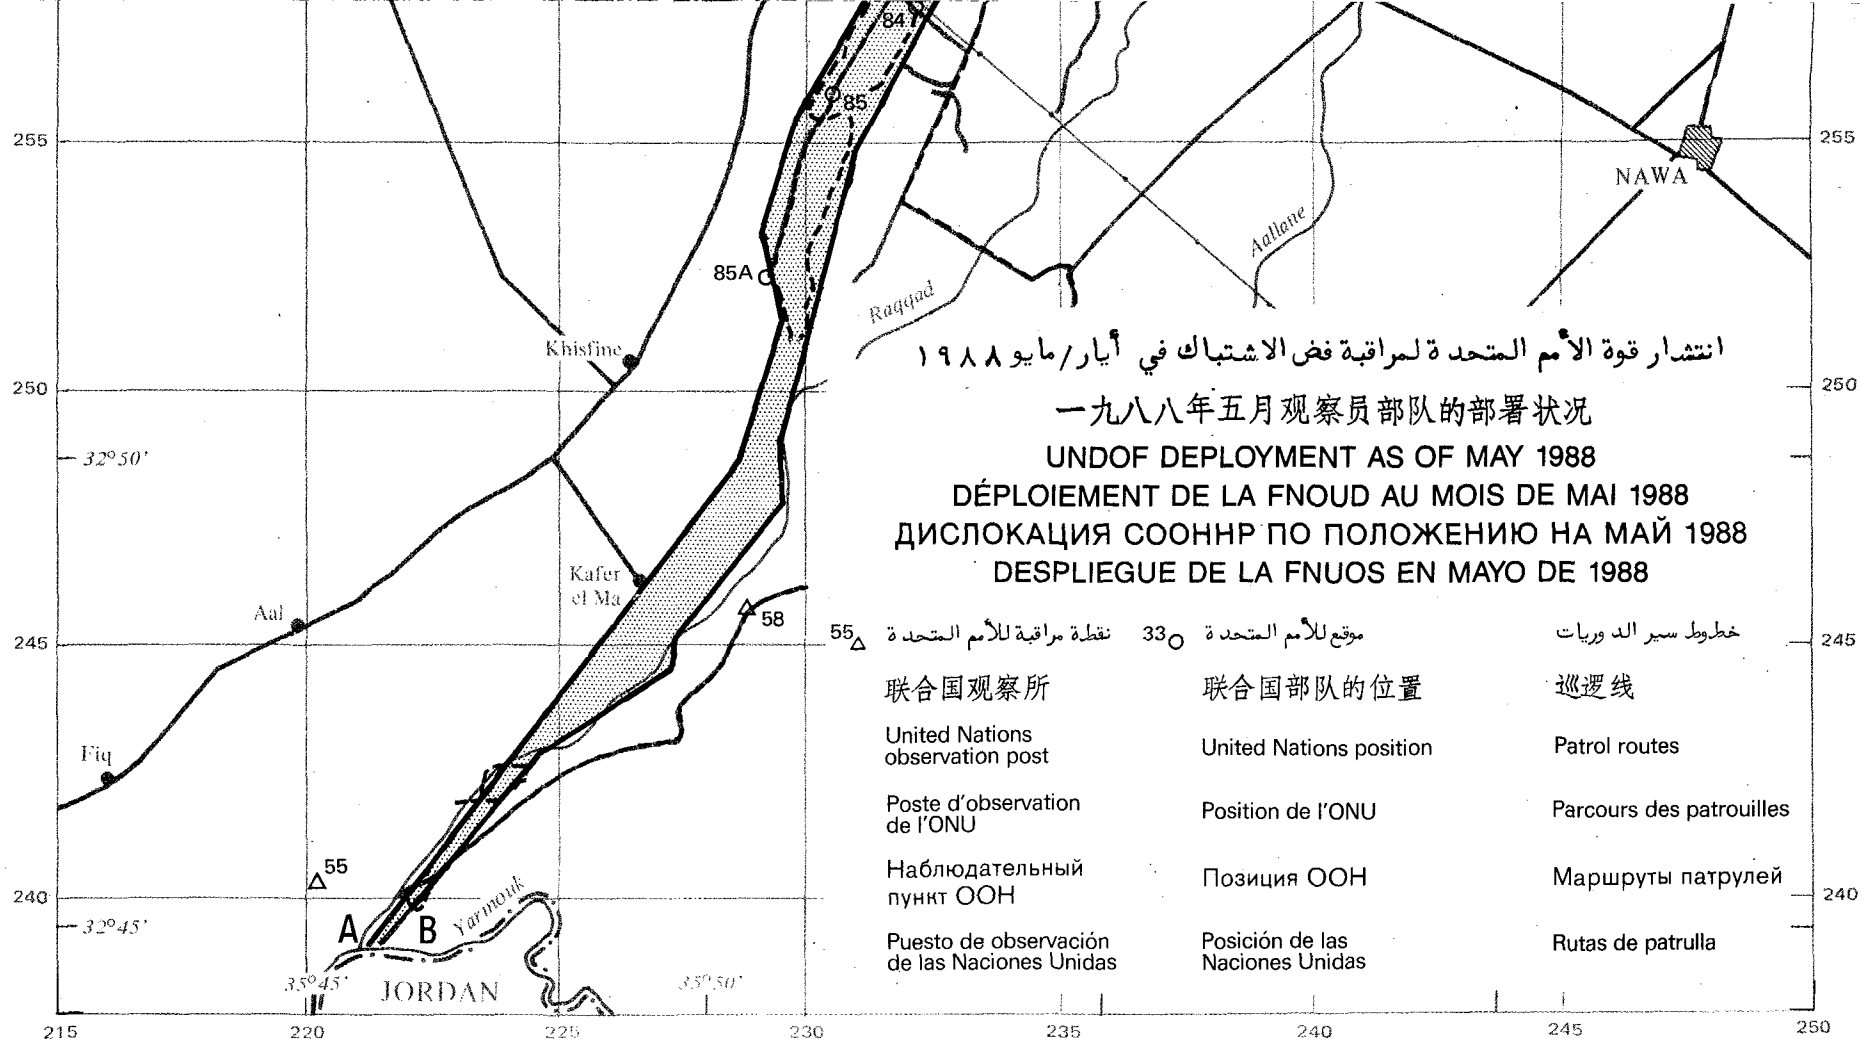 84
85
255
255
NAWA
Aallane
85A
Raqqad
Khisfine
انتشار قوة الأمم المتحدة لمراقبة فض الاشتباك في أيار/مايو ١٩٨٨
250
250
一九八八年五月观察员部队的部署状况
32°50'
UNDOF DEPLOYMENT AS OF MAY 1988
DÉPLOIEMENT DE LA FNOUD AU MOIS DE MAI 1988
ДИСЛОКАЦИЯ СООННР ПО ПОЛОЖЕНИЮ НА МАЙ 1988
DESPLIEGUE DE LA FNUOS EN MAYO DE 1988
Kafer
el Ma
Aal
58
245
245
55 نقطة مراقبة للأمم المتحدة
联合国观察所
United Nations
observation post
Poste d'observation
de l'ONU
Наблюдательный
пункт ООН
Puesto de observación
de las Naciones Unidas
33 موقع للأمم المتحدة
联合国部队的位置
United Nations position
Position de l'ONU
Позиция ООН
Posición de las
Naciones Unidas
خطوط سير الدوريات
巡逻线
Patrol routes
Parcours des patrouilles
Маршруты патрулей
Rutas de patrulla
Fiq
55
240
240
32°45'
A
B
Yarmouk
35°45'
JORDAN
35°50'
215
220
225
230
235
240
245
250